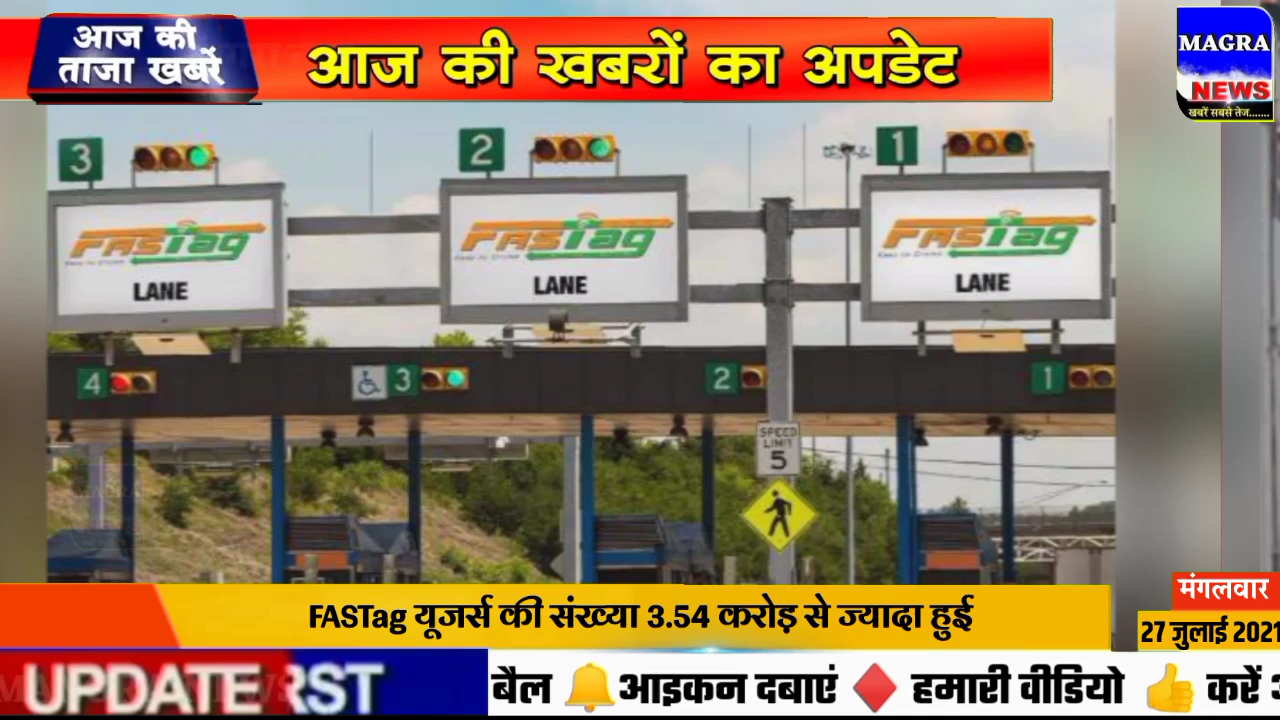 आज की
ताजा खबरें
आज की खबरों का अपडेट
MAGRA
NEWS
खबरें सबसे तेज.......
3
2
1
FASTag
LANE
FASTag
LANE
FASTag
LANE
4
3
2
1
SPEED
LIMIT
5
FASTag यूजर्स की संख्या 3.54 करोड़ से ज्यादा हुई
मंगलवार
27 जुलाई 2021
UPDATE RST
बैल 🔔 आइकन दबाएं ♦ हमारी वीडियो 👍 करें